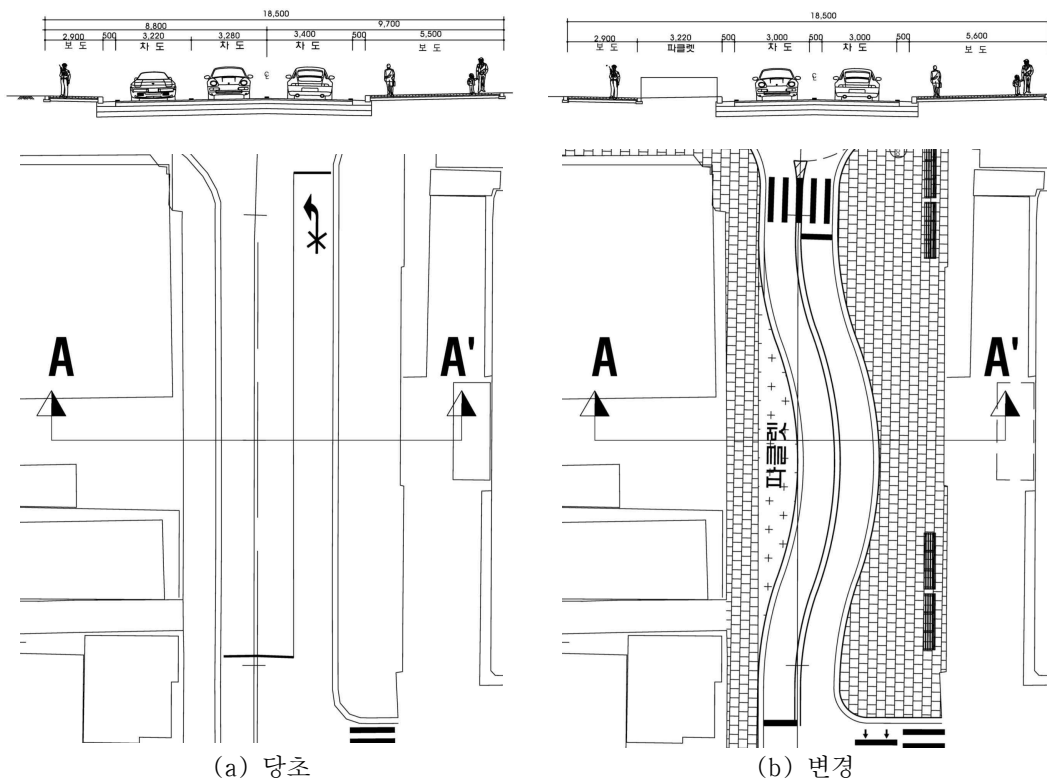 18,500
8,800
9,700
2,900 500 3,220 3,280 3,400 500 5,500
보 도 차 도 차 도 차 도 보 도
A A'
(a) 당초
18,500
2,900 3,220 500 3,000 500 3,000 500 5,600
보 도 파클렛 차 도 차 도 보 도
A A'
파클렛
(b) 변경